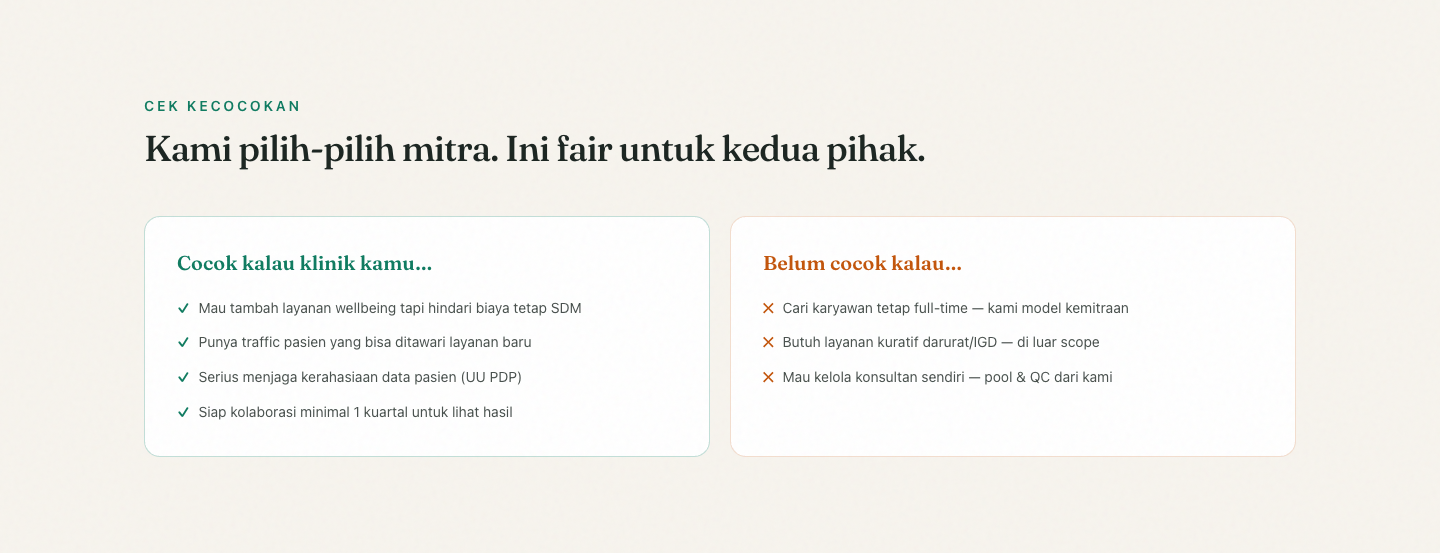 CEK KECOCOKAN
Kami pilih-pilih mitra. Ini fair untuk kedua pihak.
Cocok kalau klinik kamu...
Mau tambah layanan wellbeing tapi hindari biaya tetap SDM
Punya traffic pasien yang bisa ditawari layanan baru
Serius menjaga kerahasiaan data pasien (UU PDP)
Siap kolaborasi minimal 1 kuartal untuk lihat hasil
Belum cocok kalau...
Cari karyawan tetap full-time — kami model kemitraan
Butuh layanan kuratif darurat/IGD — di luar scope
Mau kelola konsultan sendiri — pool & QC dari kami